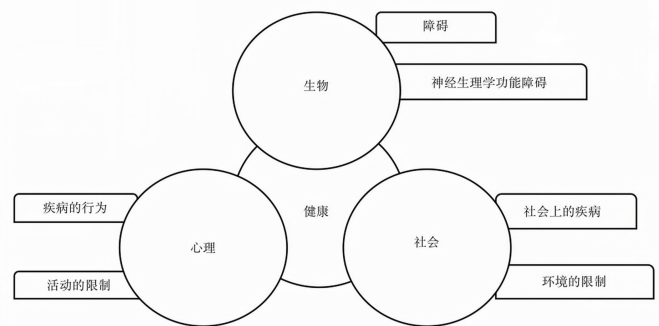 障碍
生物
神经生理学功能障碍
疾病的行为
健康
社会上的疾病
心理
社会
活动的限制
环境的限制